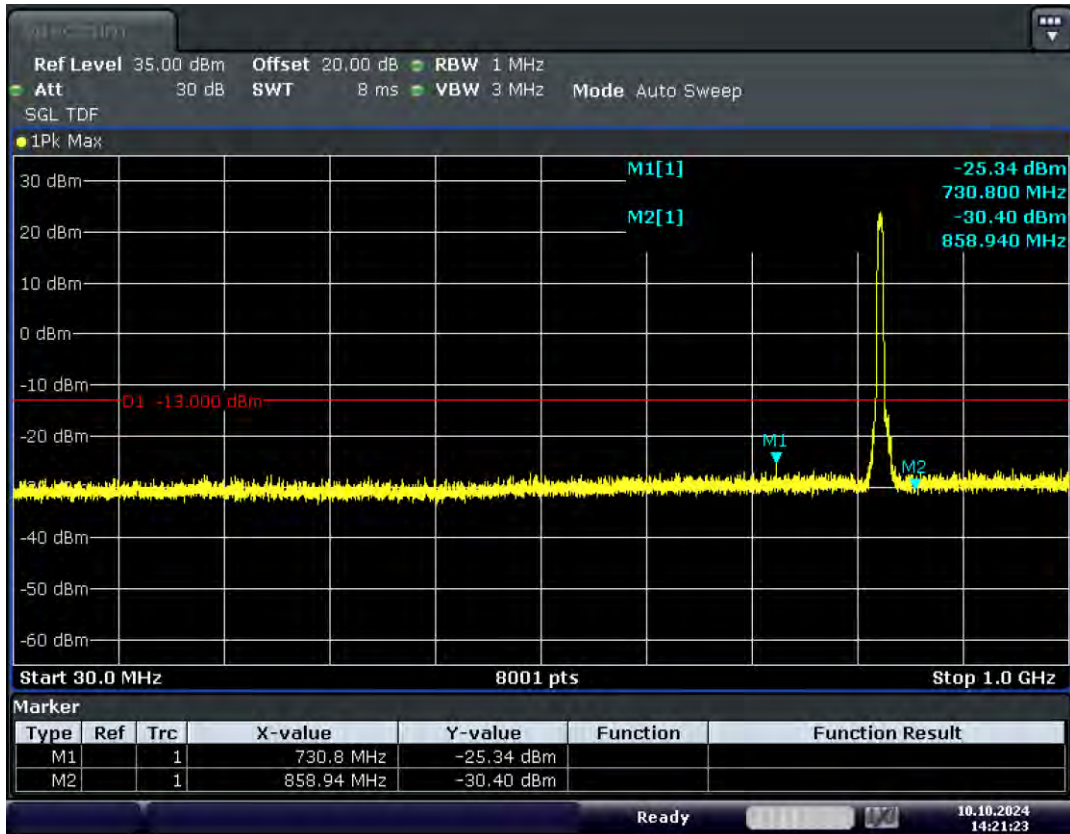 Spectrum
Ref Level 35.00 dBm Offset 20.00 dB RBW 1 MHz
Att 30 dB SWT 8 ms VBW 3 MHz Mode Auto Sweep
SGL TDF
1Pk Max
M1[1] -25.34 dBm
730.800 MHz
M2[1] -30.40 dBm
858.940 MHz
30 dBm
20 dBm
10 dBm
0 dBm
-10 dBm
D1 -13.000 dBm
-20 dBm
M1
M2
-40 dBm
-50 dBm
-60 dBm
Start 30.0 MHz 8001 pts Stop 1.0 GHz
Marker
Type Ref Trc X-value Y-value Function Function Result
M1 1 730.8 MHz -25.34 dBm
M2 1 858.94 MHz -30.40 dBm
Ready
10.10.2024
14:21:23